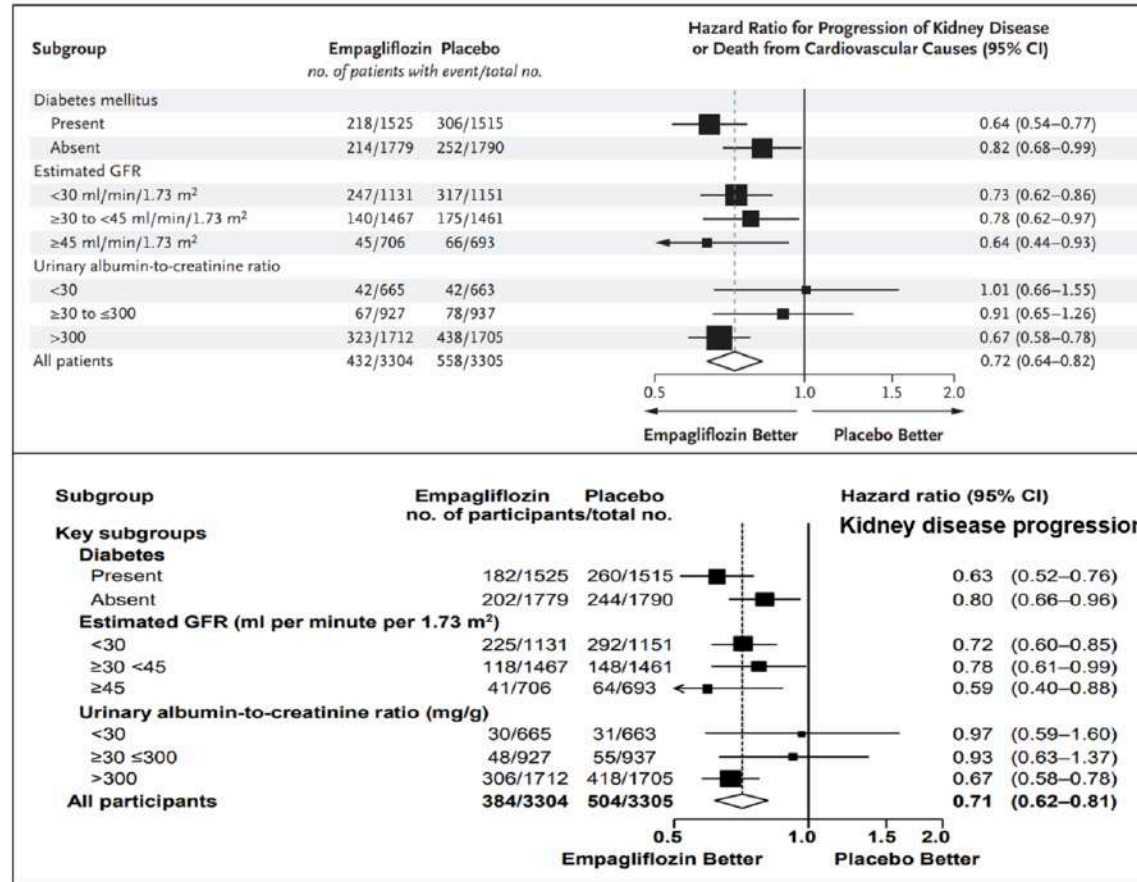 Subgroup Empagliflozin Placebo Hazard Ratio for Progression of Kidney Disease
or Death from Cardiovascular Causes (95% CI)
no. of patients with event/total no.
Diabetes mellitus
Present 218/1525 306/1515 0.64 (0.54–0.77)
Absent 214/1779 252/1790 0.82 (0.68–0.99)
Estimated GFR
<30 ml/min/1.73 m² 247/1131 317/1151 0.73 (0.62–0.86)
≥30 to <45 ml/min/1.73 m² 140/1467 175/1461 0.78 (0.62–0.97)
≥45 ml/min/1.73 m² 45/706 66/693 0.64 (0.44–0.93)
Urinary albumin-to-creatinine ratio
<30 42/665 42/663 1.01 (0.66–1.55)
≥30 to ≤300 67/927 78/937 0.91 (0.65–1.26)
>300 323/1712 438/1705 0.67 (0.58–0.78)
All patients 432/3304 558/3305 0.72 (0.64–0.82)
0.5 1.0 1.5 2.0
Empagliflozin Better Placebo Better
Subgroup Empagliflozin Placebo Hazard ratio (95% CI)
no. of participants/total no. Kidney disease progression
Key subgroups
Diabetes
Present 182/1525 260/1515 0.63 (0.52–0.76)
Absent 202/1779 244/1790 0.80 (0.66–0.96)
Estimated GFR (ml per minute per 1.73 m²)
<30 225/1131 292/1151 0.72 (0.60–0.85)
≥30 <45 118/1467 148/1461 0.78 (0.61–0.99)
≥45 41/706 64/693 0.59 (0.40–0.88)
Urinary albumin-to-creatinine ratio (mg/g)
<30 30/665 31/663 0.97 (0.59–1.60)
≥30 ≤300 48/927 55/937 0.93 (0.63–1.37)
>300 306/1712 418/1705 0.67 (0.58–0.78)
All participants 384/3304 504/3305 0.71 (0.62–0.81)
0.5 1.0 1.5 2.0
Empagliflozin Better Placebo Better